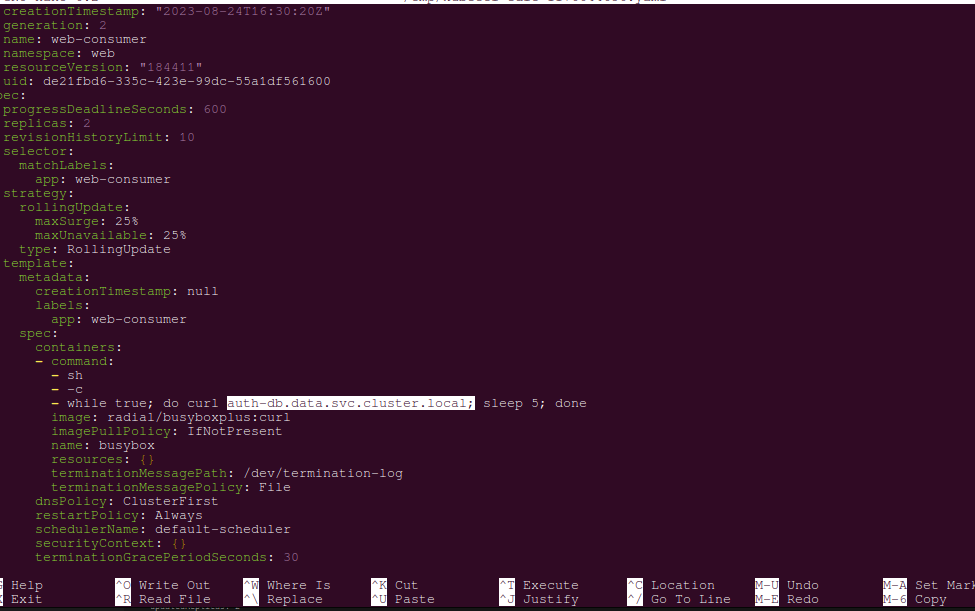 creationTimestamp: "2023-08-24T16:30:20Z"
generation: 2
name: web-consumer
namespace: web
resourceVersion: "184411"
uid: de21fbd6-335c-423e-99dc-55a1df561600
pec:
progressDeadlineSeconds: 600
replicas: 2
revisionHistoryLimit: 10
selector:
matchLabels:
app: web-consumer
strategy:
rollingUpdate:
maxSurge: 25%
maxUnavailable: 25%
type: RollingUpdate
template:
metadata:
creationTimestamp: null
labels:
app: web-consumer
spec:
containers:
- command:
- sh
- -c
- while true; do curl auth-db.data.svc.cluster.local; sleep 5; done
image: radial/busyboxplus:curl
imagePullPolicy: IfNotPresent
name: busybox
resources: {}
terminationMessagePath: /dev/termination-log
terminationMessagePolicy: File
dnsPolicy: ClusterFirst
restartPolicy: Always
schedulerName: default-scheduler
securityContext: {}
terminationGracePeriodSeconds: 30
Help ^O Write Out ^W Where Is ^K Cut ^T Execute ^C Location M-U Undo M-A Set Mar
Exit ^R Read File ^\ Replace ^U Paste ^J Justify ^/ Go To Line M-E Redo M-6 Copy